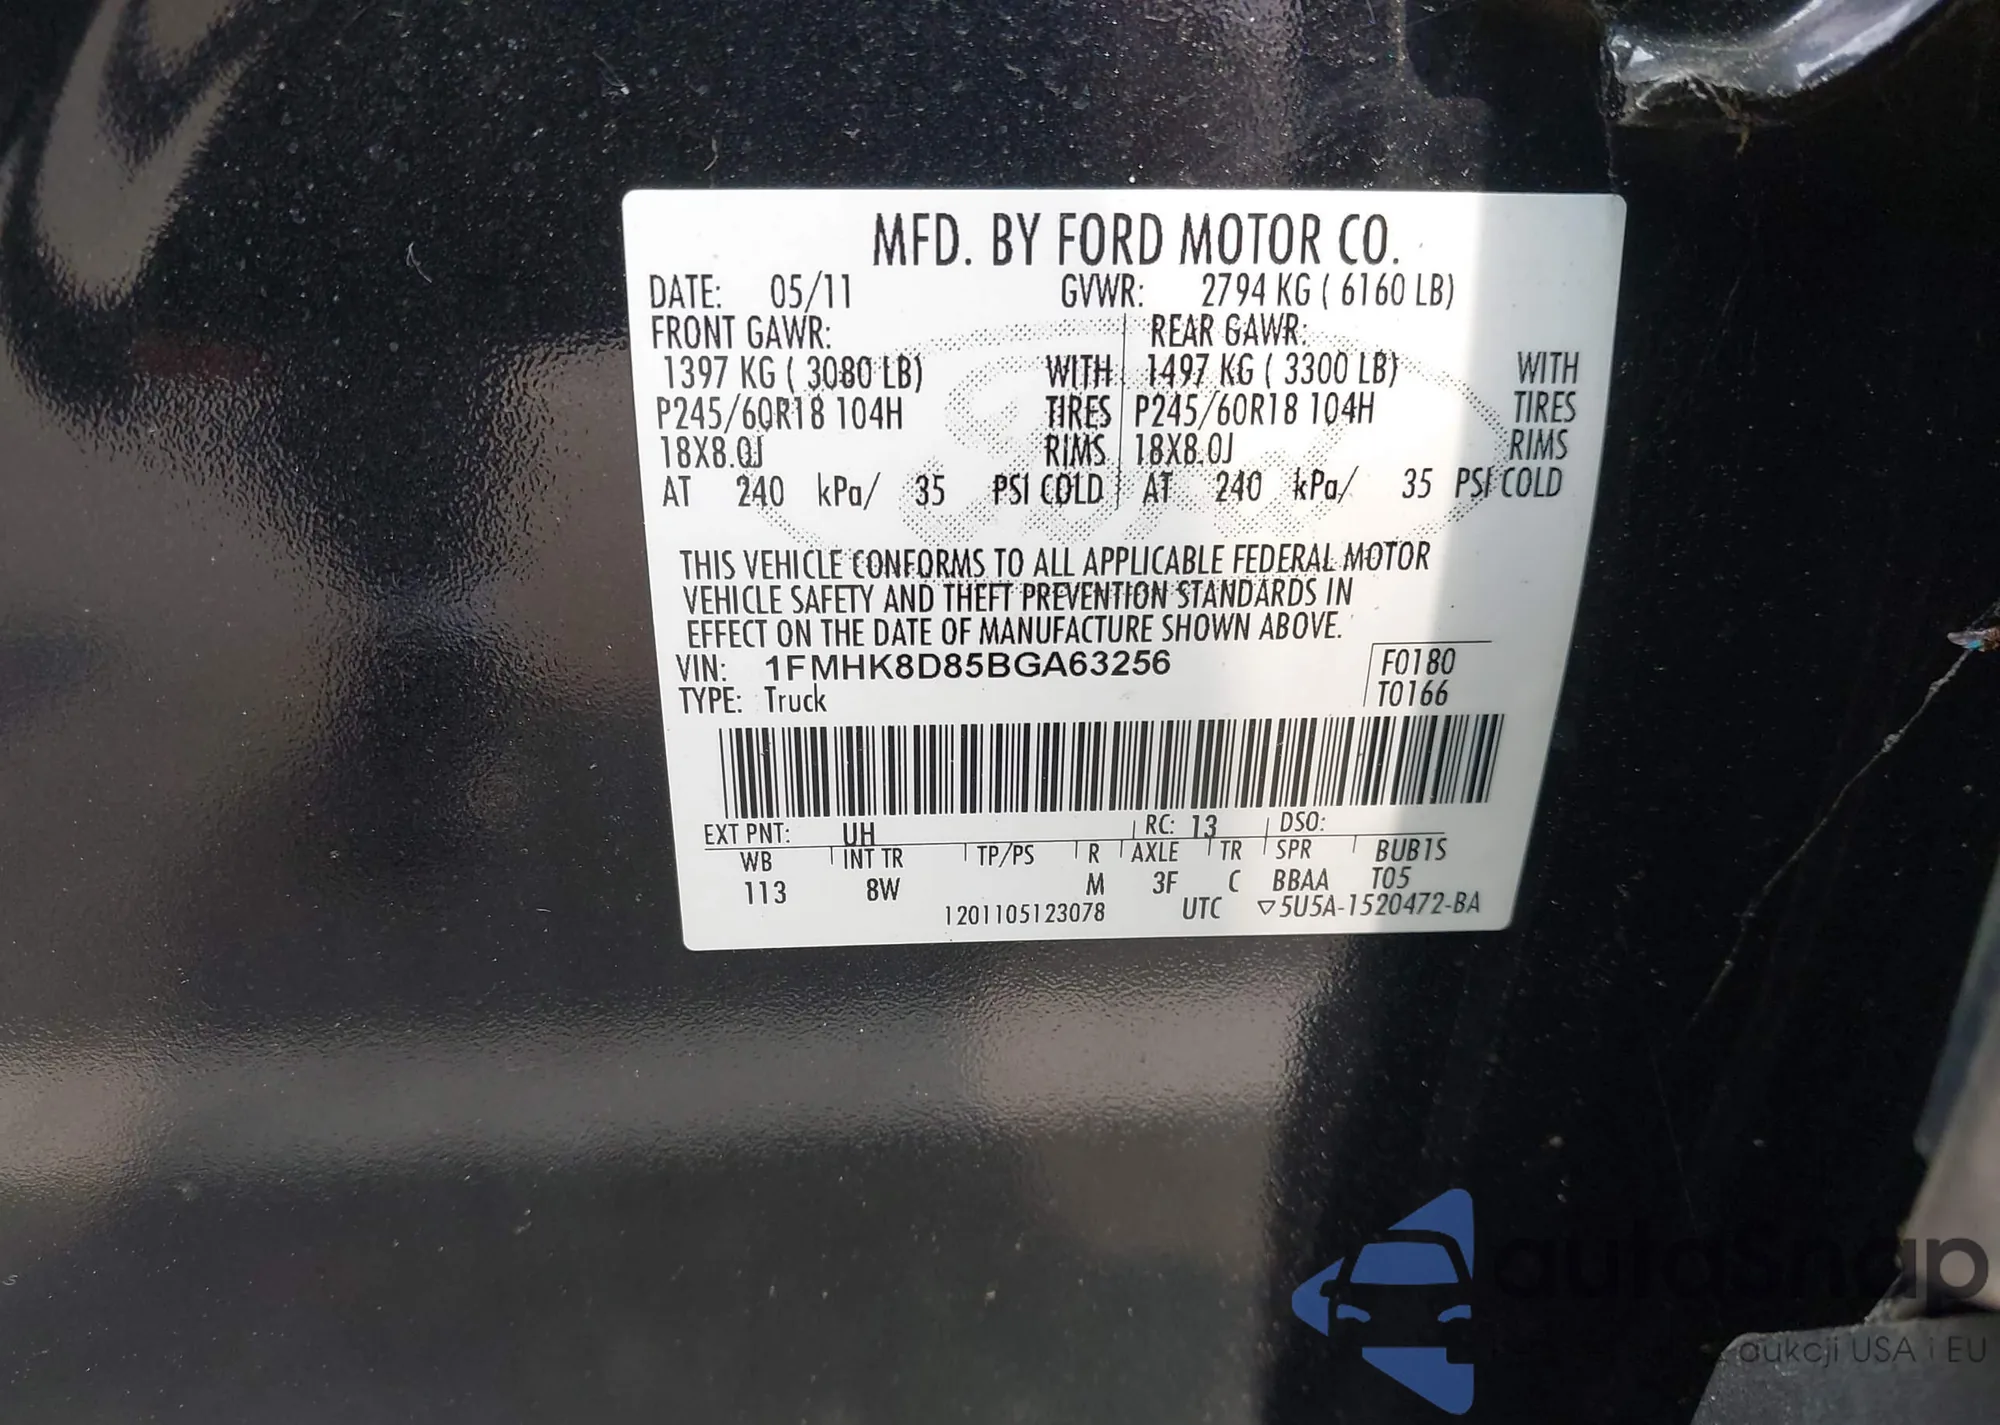 MFD. BY FORD MOTOR CO.
DATE: 05/11 GVWR: 2794 KG ( 6160 LB)
FRONT GAWR: REAR GAWR:
1397 KG ( 3080 LB) WITH 1497 KG ( 3300 LB) WITH
P245/60R18 104H TIRES P245/60R18 104H TIRES
18X8.0J RIMS 18X8.0J RIMS
AT 240 kPa/ 35 PSI COLD AT 240 kPa/ 35 PSI COLD
THIS VEHICLE CONFORMS TO ALL APPLICABLE FEDERAL MOTOR
VEHICLE SAFETY AND THEFT PREVENTION STANDARDS IN
EFFECT ON THE DATE OF MANUFACTURE SHOWN ABOVE.
VIN: 1FMHK8D85BGA63256 F0180
TYPE: Truck T0166
EXT PNT: UH RC: 13 DSO:
WB INT TR TP/PS R AXLE TR SPR BUB1S
113 8W M 3F C BBAA T05
1201105123078 UTC ▽5U5A-1520472-BA
autasnap
aukcji USA i EU